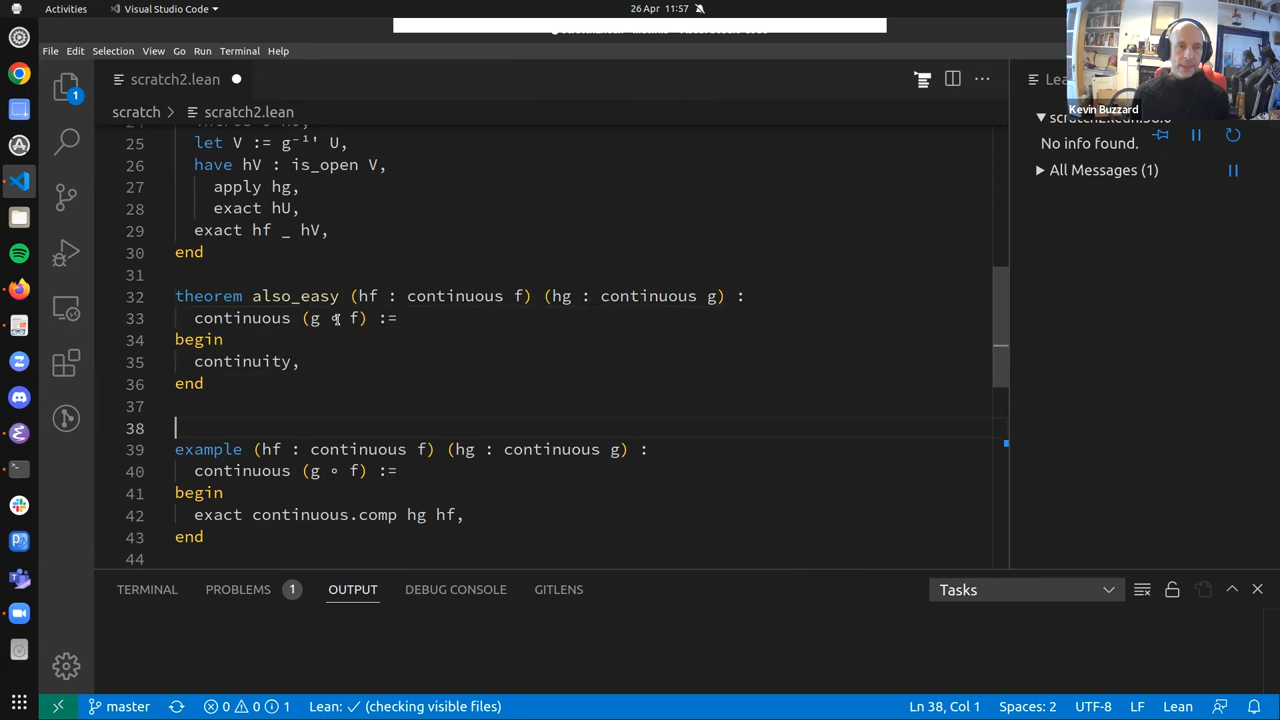 Activities
Visual Studio Code
26 Apr 11:57
File Edit Selection View Go Run Terminal Help
scratch2.lean
Kevin Buzzard
scratch > scratch2.lean
No info found.
All Messages (1)
1
25 let V := g⁻¹' U,
26 have hV : is_open V,
27 apply hg,
28 exact hU,
29 exact hf _ hV,
30 end
31
32 theorem also_easy (hf : continuous f) (hg : continuous g) :
33 continuous (g ∘ f) :=
34 begin
35 continuity,
36 end
37
38
39 example (hf : continuous f) (hg : continuous g) :
40 continuous (g ∘ f) :=
41 begin
42 exact continuous.comp hg hf,
43 end
44
TERMINAL PROBLEMS 1 OUTPUT DEBUG CONSOLE GITLENS
Tasks
master 0 0 1 Lean: ✓ (checking visible files) Ln 38, Col 1 Spaces: 2 UTF-8 LF Lean